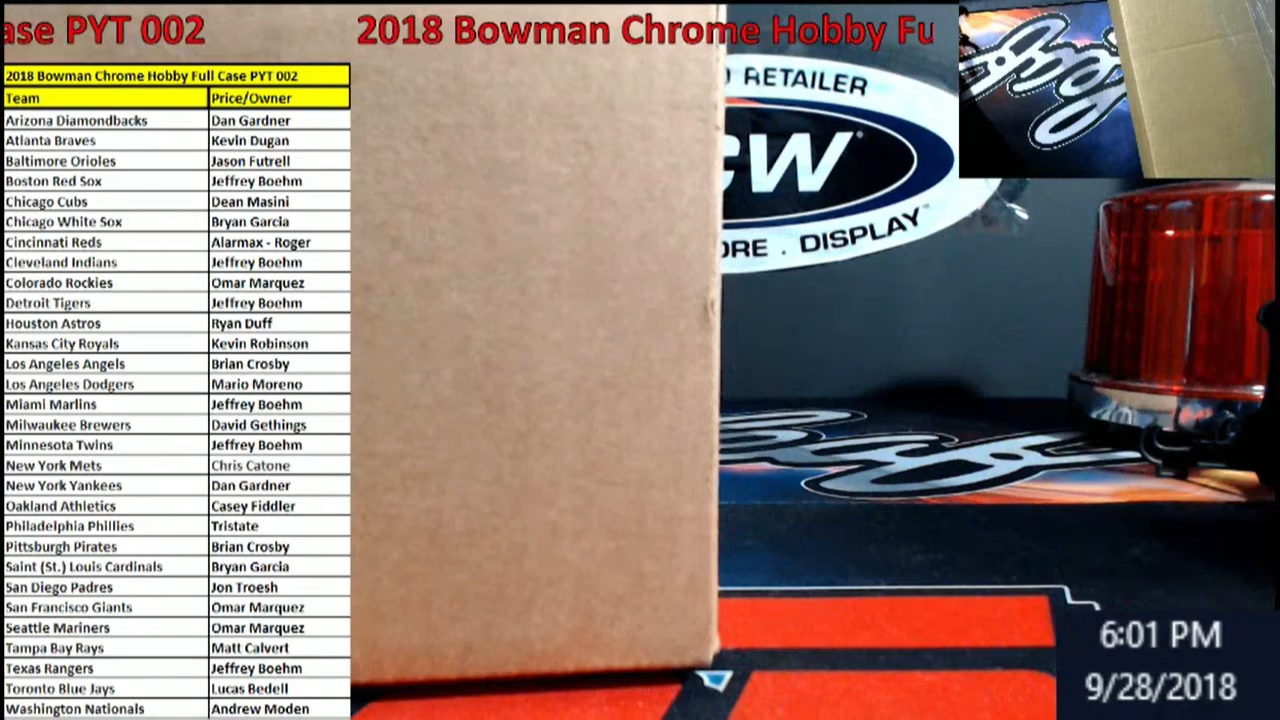 ase PYT 002 2018 Bowman Chrome Hobby Fu
2018 Bowman Chrome Hobby Full Case PYT 002
Team Price/Owner
Arizona Diamondbacks Dan Gardner
Atlanta Braves Kevin Dugan
Baltimore Orioles Jason Futrell
Boston Red Sox Jeffrey Boehm
Chicago Cubs Dean Masini
Chicago White Sox Bryan Garcia
Cincinnati Reds Alarmax - Roger
Cleveland Indians Jeffrey Boehm
Colorado Rockies Omar Marquez
Detroit Tigers Jeffrey Boehm
Houston Astros Ryan Duff
Kansas City Royals Kevin Robinson
Los Angeles Angels Brian Crosby
Los Angeles Dodgers Mario Moreno
Miami Marlins Jeffrey Boehm
Milwaukee Brewers David Gethings
Minnesota Twins Jeffrey Boehm
New York Mets Chris Catone
New York Yankees Dan Gardner
Oakland Athletics Casey Fiddler
Philadelphia Phillies Tristate
Pittsburgh Pirates Brian Crosby
Saint (St.) Louis Cardinals Bryan Garcia
San Diego Padres Jon Troesh
San Francisco Giants Omar Marquez
Seattle Mariners Omar Marquez
Tampa Bay Rays Matt Calvert
Texas Rangers Jeffrey Boehm
Toronto Blue Jays Lucas Bedell
Washington Nationals Andrew Moden
RETAILER
CW
ORE . DISPLAY
6:01 PM
9/28/2018